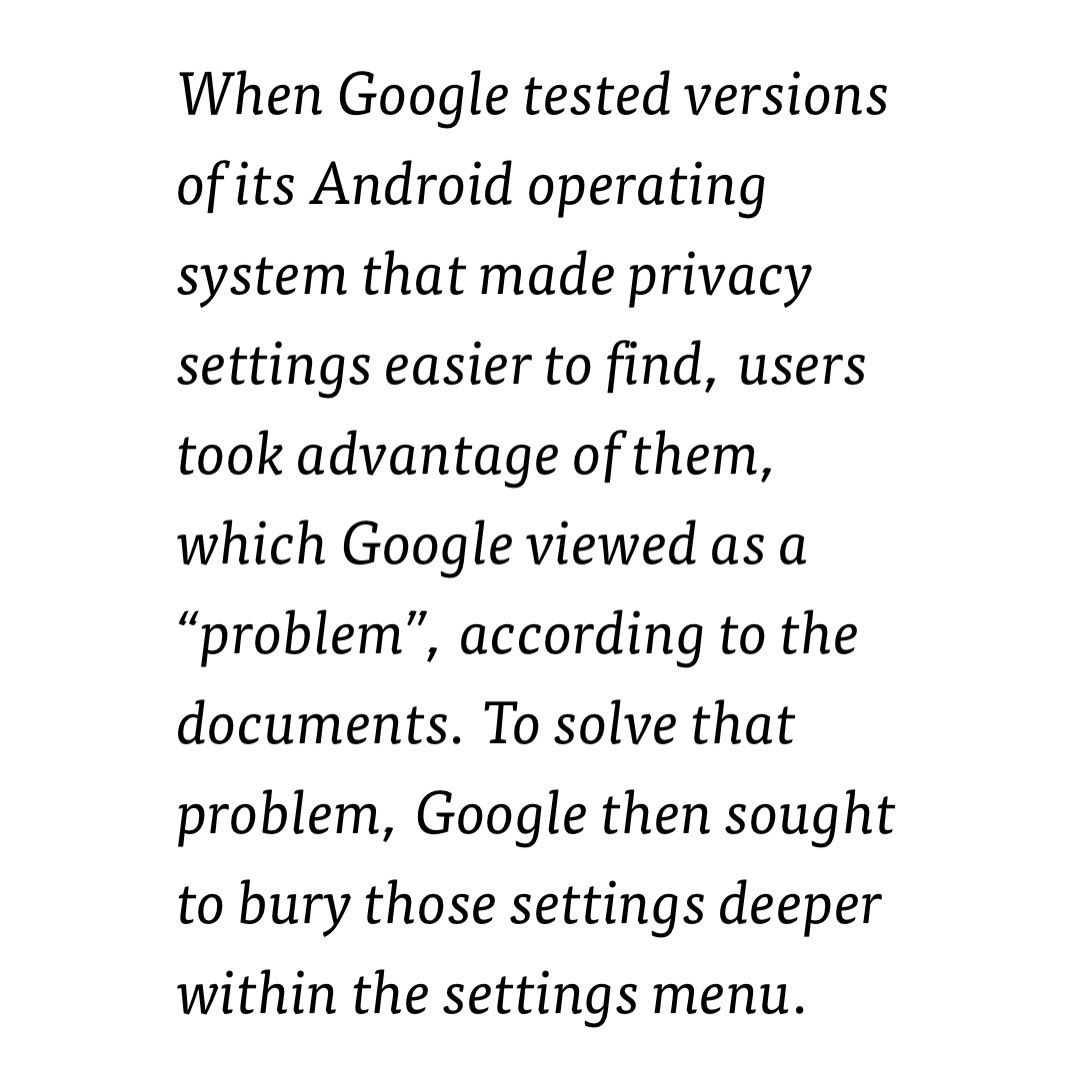 When Google tested versions
of its Android operating
system that made privacy
settings easier to find, users
took advantage of them,
which Google viewed as a
“problem”, according to the
documents. To solve that
problem, Google then sought
to bury those settings deeper
within the settings menu.